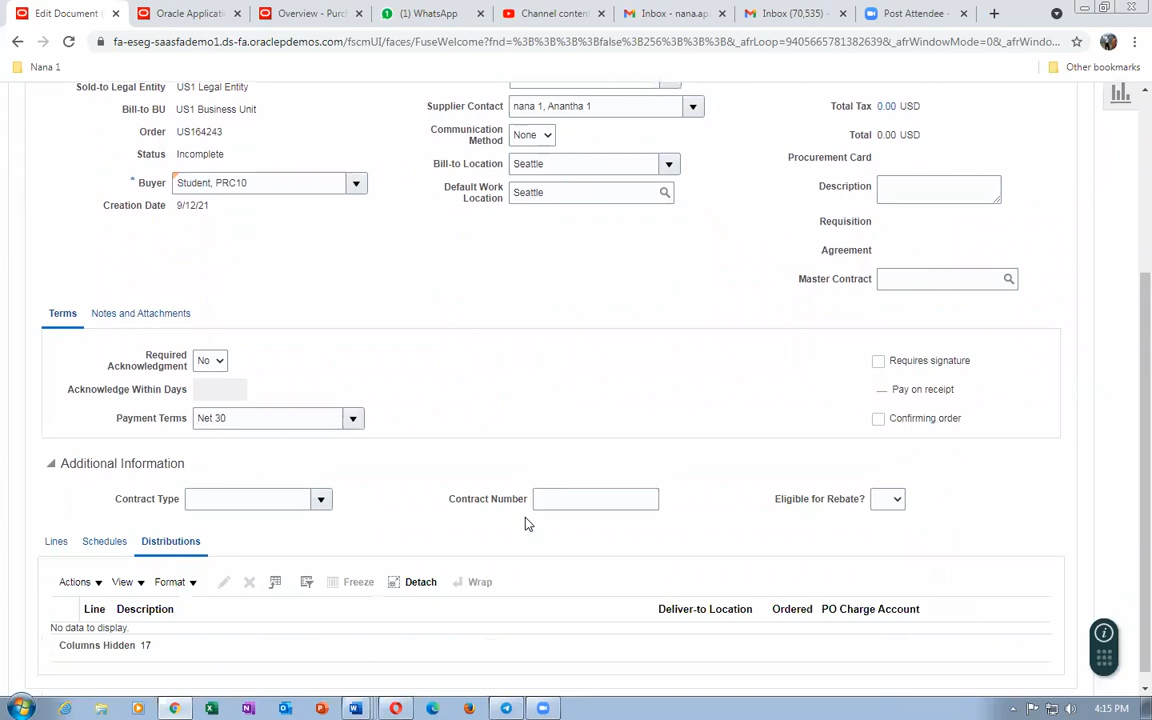 Edit Document (
Oracle Applicati
Overview - Purc
(1) WhatsApp
Channel conten
Inbox - nana.ap
Inbox (70,535) -
Post Attendee -
fa-eseg-saasfademo1.ds-fa.oraclepdemos.com/fscmUI/faces/FuseWelcome?fnd=%3B%3B%3B%3Bfalse%3B256%3B%3B%3B&_afrLoop=9405665781382639&_afrWindowMode=0&_afrWindo...
Nana 1
Other bookmarks
Sold-to Legal Entity US1 Legal Entity
Bill-to BU US1 Business Unit
Order US164243
Status Incomplete
* Buyer Student, PRC10
Creation Date 9/12/21
Supplier Contact nana 1, Anantha 1
Communication Method None
Bill-to Location Seattle
Default Work Location Seattle
Total Tax 0.00 USD
Total 0.00 USD
Procurement Card
Description
Requisition
Agreement
Master Contract
Terms Notes and Attachments
Required Acknowledgment No
Acknowledge Within Days
Payment Terms Net 30
Requires signature
Pay on receipt
Confirming order
Additional Information
Contract Type Contract Number Eligible for Rebate?
Lines Schedules Distributions
Actions View Format Freeze Detach Wrap
Line Description Deliver-to Location Ordered PO Charge Account
No data to display.
Columns Hidden 17
4:15 PM